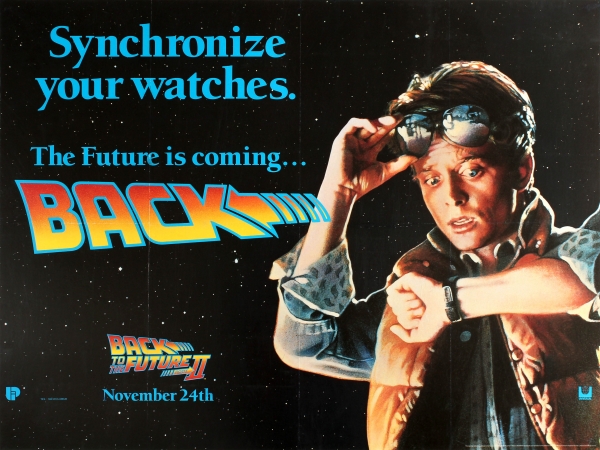 Synchronize
your watches.
The Future is coming...
BACK
BACK
TO
THE FUTURE II
November 24th